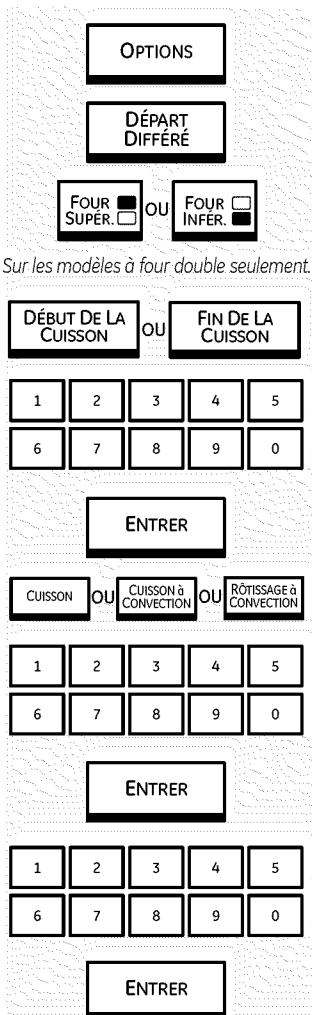 OPTIONS
DÉPART
DIFFÉRÉ
FOUR
SUPÉR.
OU
FOUR
INFÉR.
Sur les modèles à four double seulement.
DÉBUT DE LA
CUISSON
OU
FIN DE LA
CUISSON
1 2 3 4 5
6 7 8 9 0
ENTRER
CUISSON OU CUISSON à
CONVECTION OU RÔTISSAGE à
CONVECTION
1 2 3 4 5
6 7 8 9 0
ENTRER
1 2 3 4 5
6 7 8 9 0
ENTRER